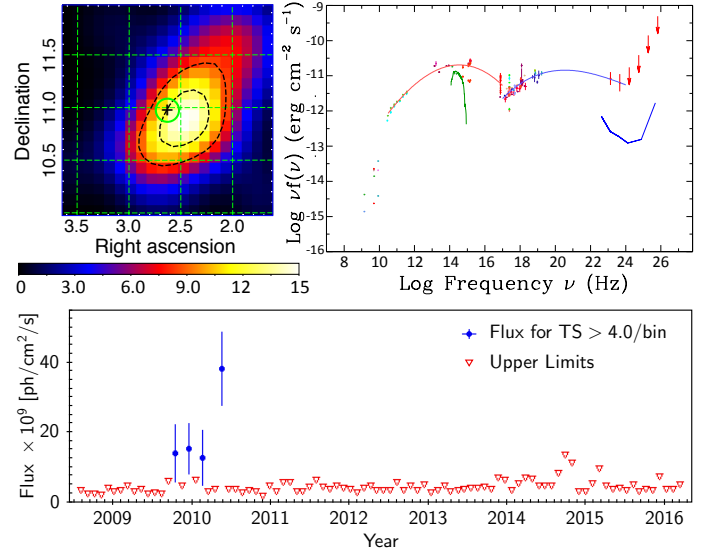 Declination
11.5
11.0
10.5
3.5 3.0 2.5 2.0
Right ascension
0 3.0 6.0 9.0 12 15
Log νf(ν) (erg cm⁻² s⁻¹)
-9
-10
-11
-12
-13
-14
-15
-16
8 10 12 14 16 18 20 22 24 26
Log Frequency ν (Hz)
Flux × 10⁹ [ph/cm²/s]
40
20
0
Flux for TS > 4.0/bin
Upper Limits
2009 2010 2011 2012 2013 2014 2015 2016
Year